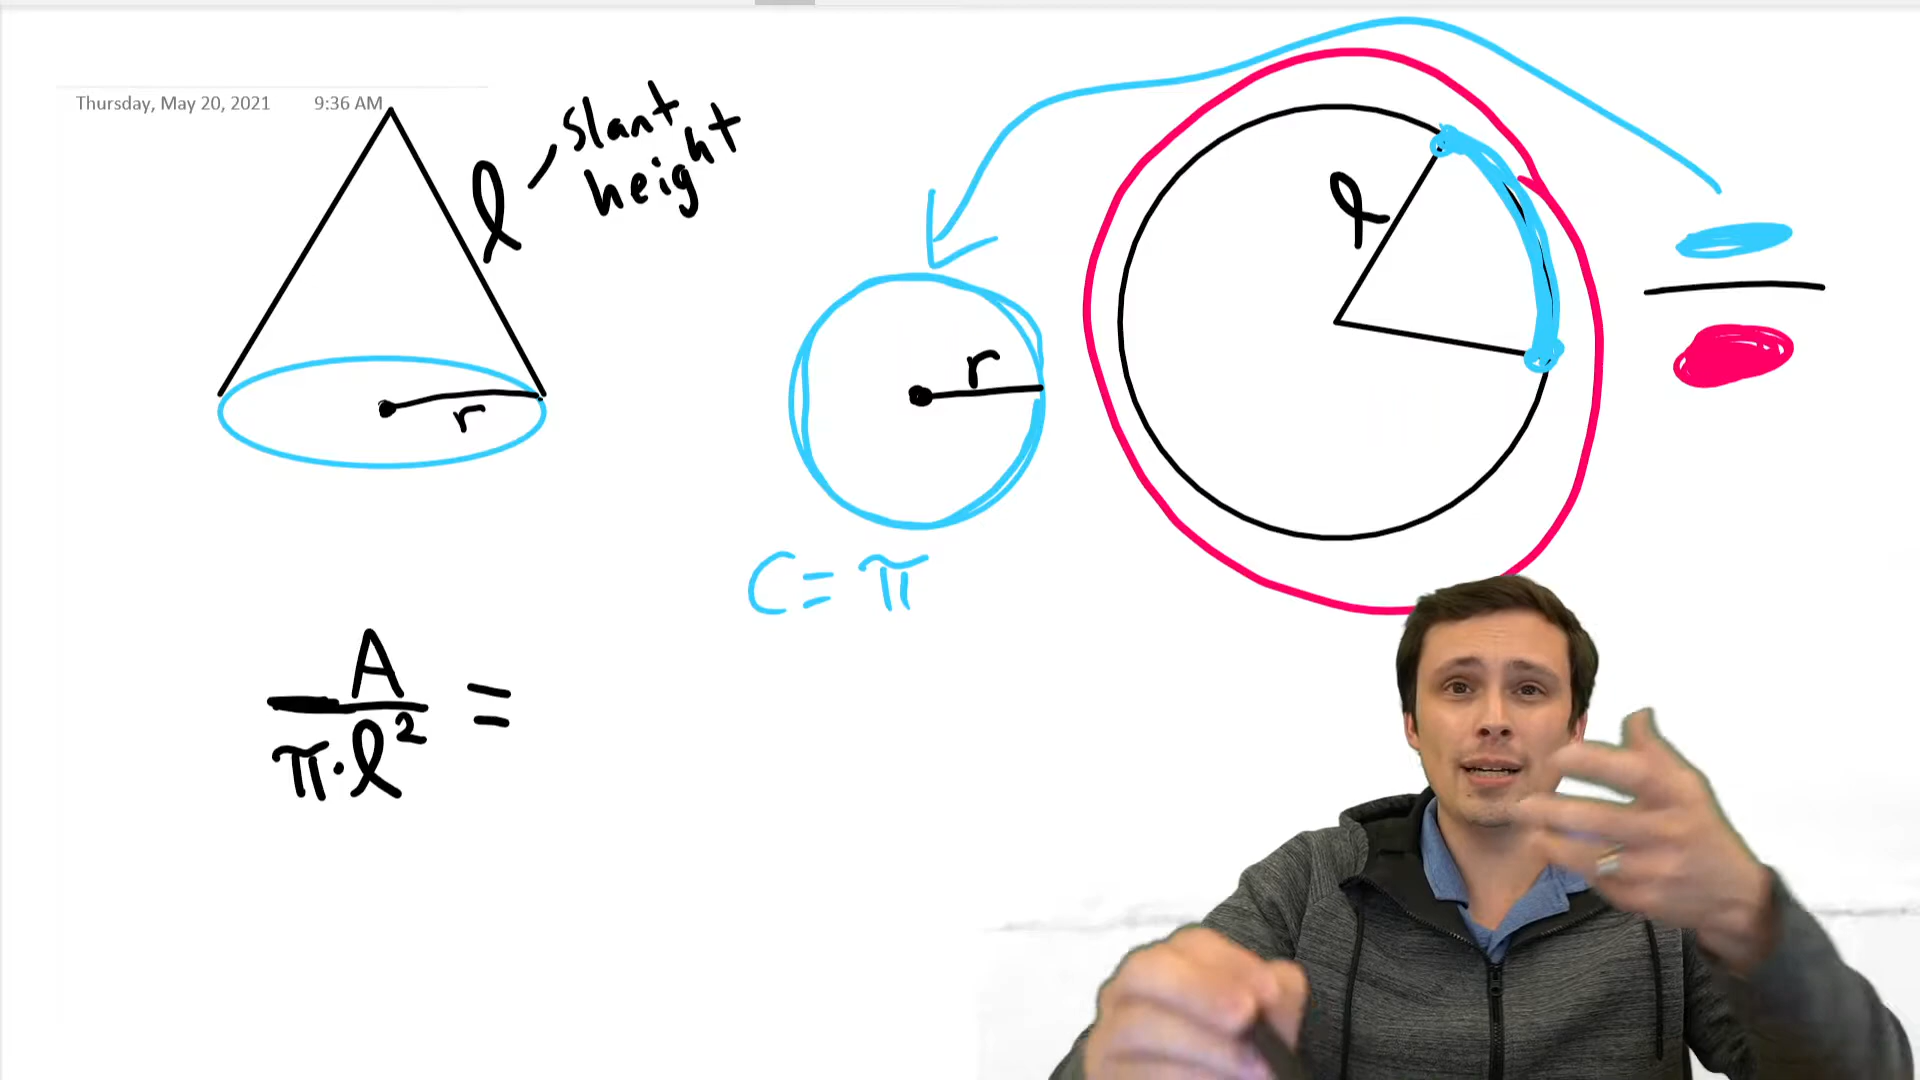 Thursday, May 20, 2021 9:36 AM
ℓ
slant
height
r
r
ℓ
C = π
A
π·ℓ²
=